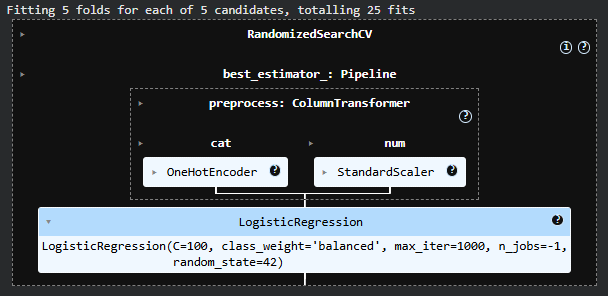 Fitting 5 folds for each of 5 candidates, totalling 25 fits
RandomizedSearchCV
i ?
best_estimator_: Pipeline
preprocess: ColumnTransformer
?
cat num
OneHotEncoder ? StandardScaler ?
LogisticRegression ?
LogisticRegression(C=100, class_weight='balanced', max_iter=1000, n_jobs=-1,
random_state=42)